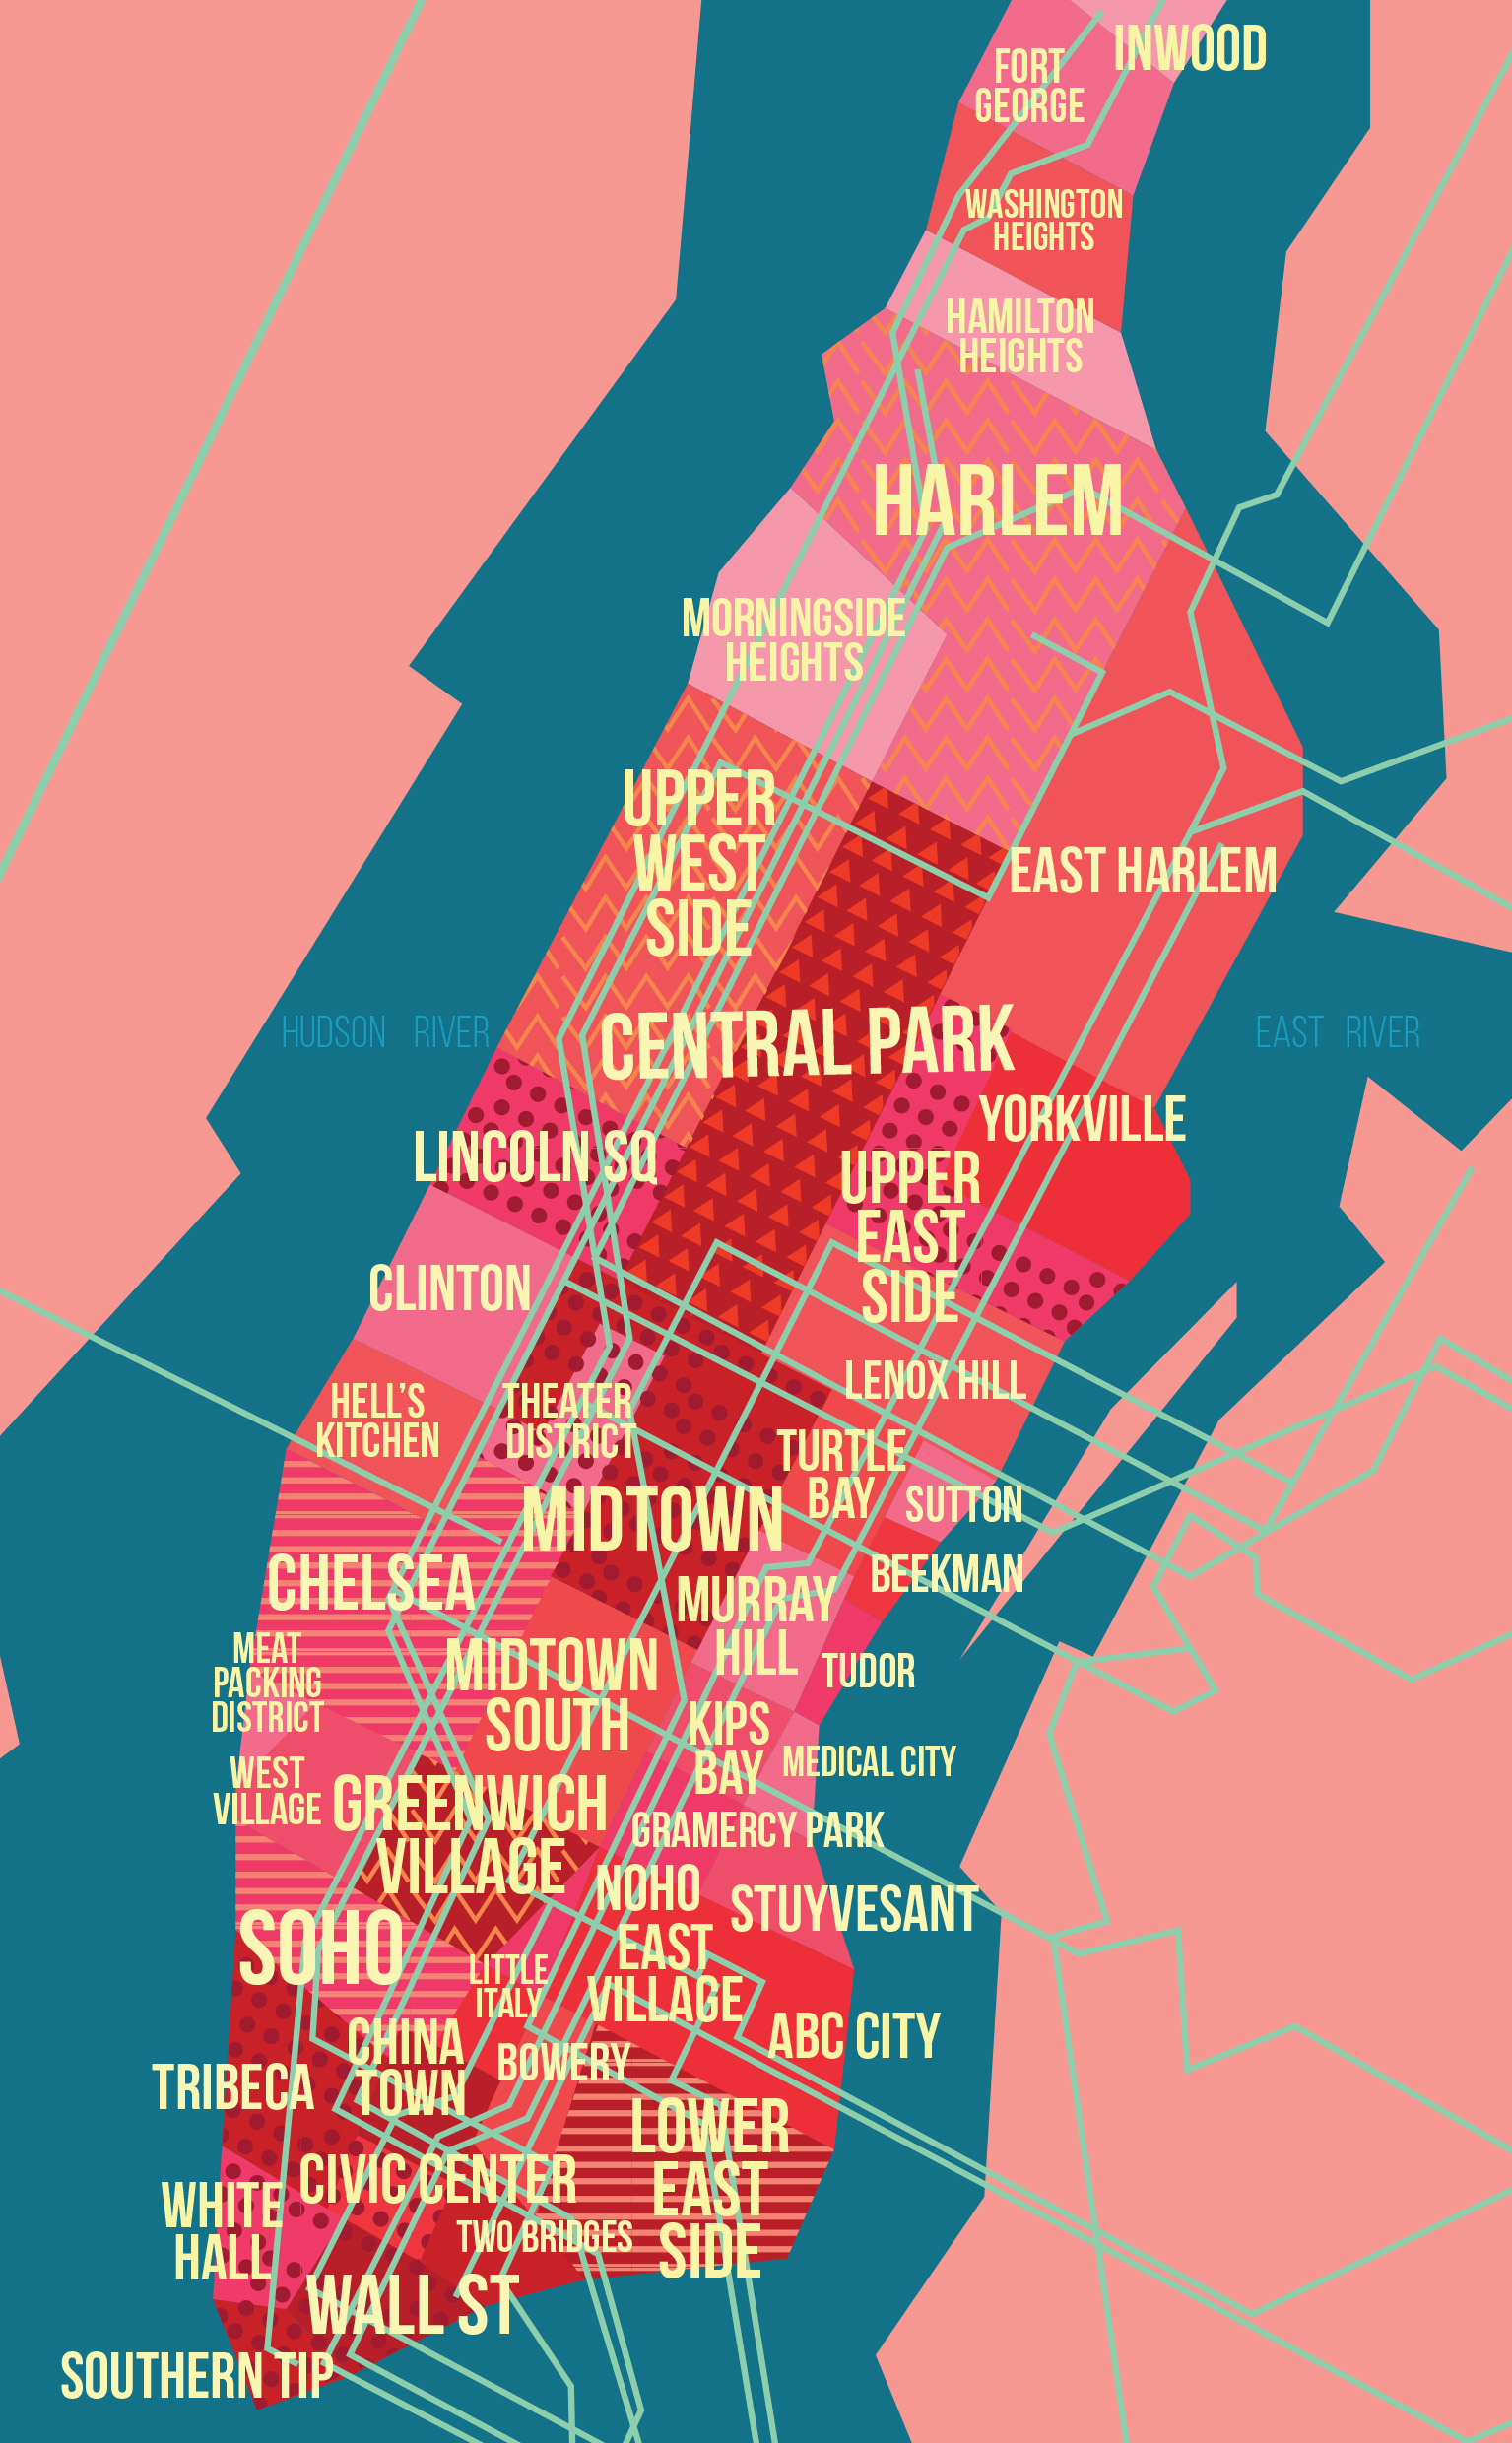 INWOOD
FORT
GEORGE
WASHINGTON
HEIGHTS
HAMILTON
HEIGHTS
HARLEM
MORNINGSIDE
HEIGHTS
UPPER
WEST
SIDE
EAST HARLEM
HUDSON RIVER
CENTRAL PARK
EAST RIVER
YORKVILLE
LINCOLN SQ
UPPER
EAST
SIDE
CLINTON
LENOX HILL
HELL'S
KITCHEN
THEATER
DISTRICT
TURTLE
BAY
SUTTON
MIDTOWN
BEEKMAN
CHELSEA
MURRAY
HILL
MEAT
PACKING
DISTRICT
MIDTOWN
SOUTH
TUDOR
KIPS
BAY
MEDICAL CITY
WEST
VILLAGE
GREENWICH
VILLAGE
GRAMERCY PARK
NOHO
STUYVESANT
SOHO
EAST
VILLAGE
LITTLE
ITALY
ABC CITY
CHINA
TOWN
BOWERY
TRIBECA
LOWER
EAST
SIDE
CIVIC CENTER
WHITE
HALL
TWO BRIDGES
WALL ST
SOUTHERN TIP